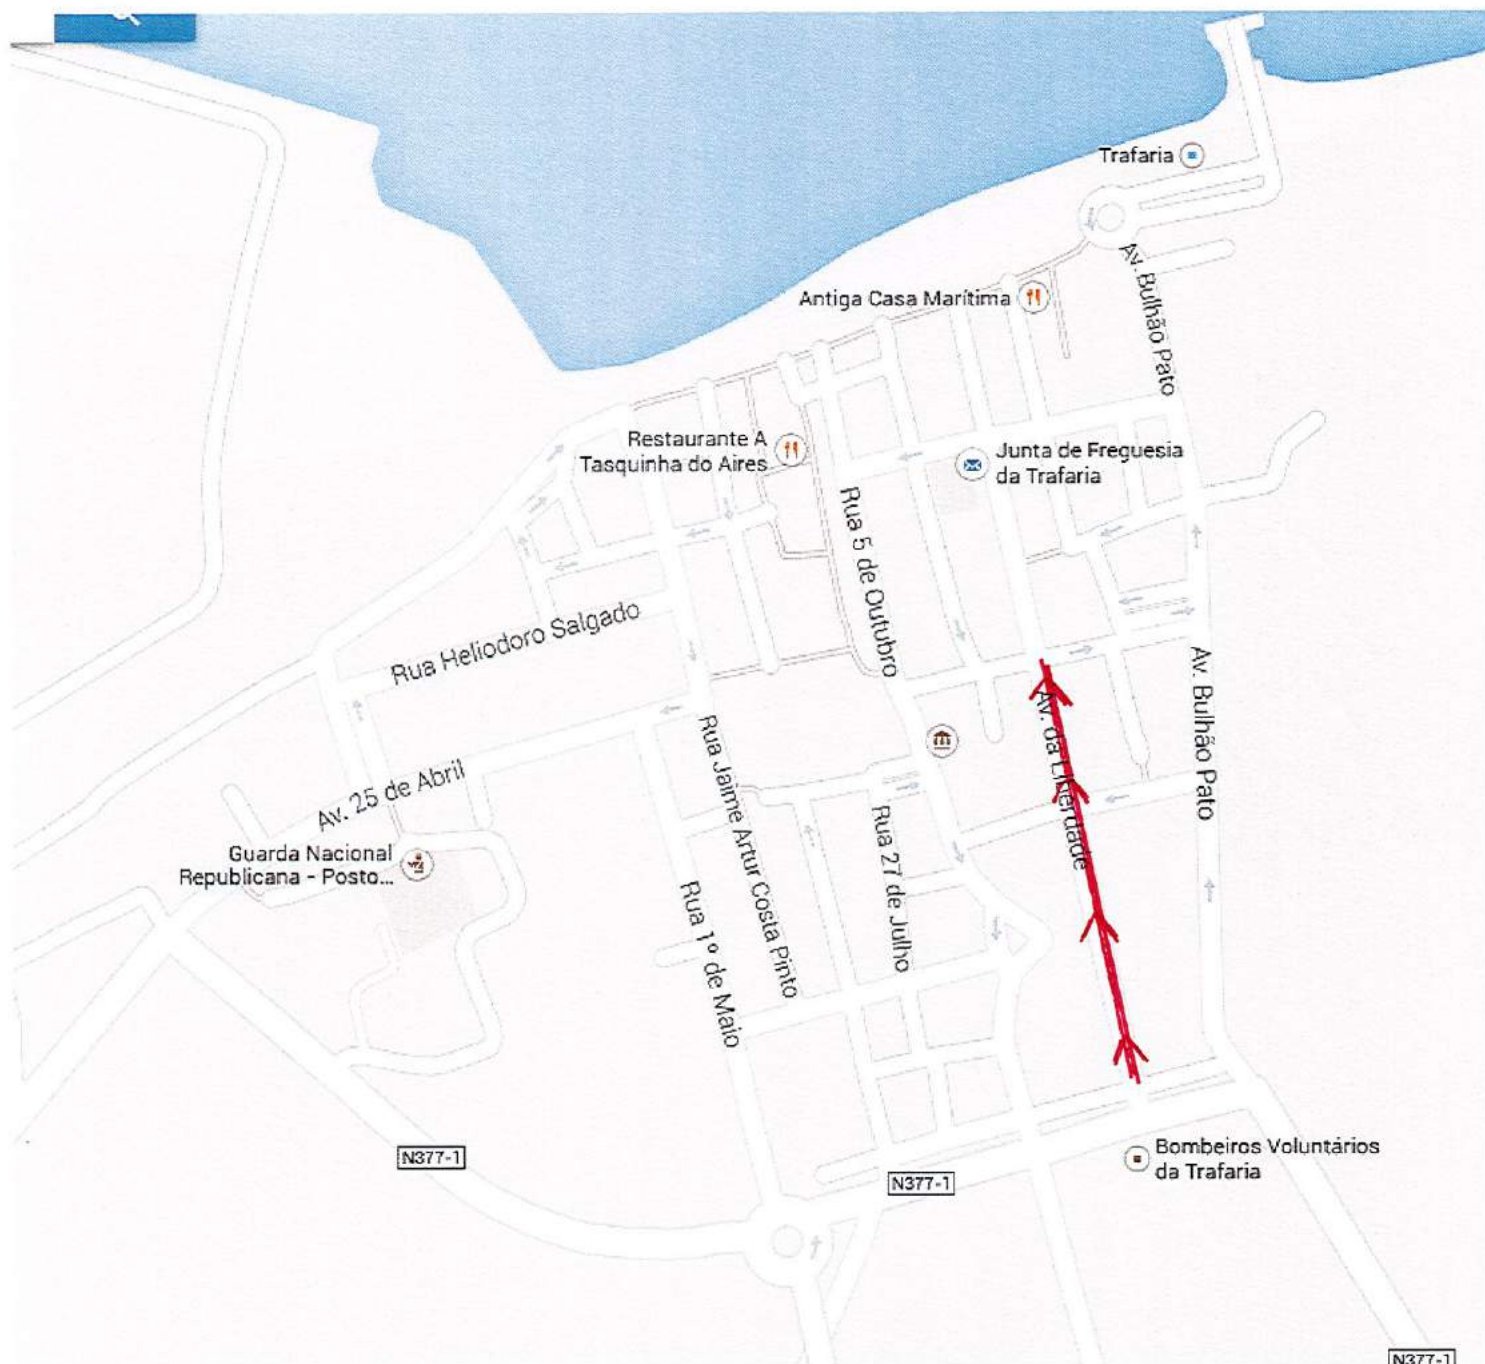 Trafaria
Av. Bulhão Pato
Antiga Casa Marítima
Restaurante A
Tasquinha do Aires
Junta de Freguesia
da Trafaria
Rua 5 de Outubro
Rua Heliodoro Salgado
Av. Bulhão Pato
Av. da Liberdade
Rua Jaime Artur Costa Pinto
Av. 25 de Abril
Rua 27 de Julho
Guarda Nacional
Republicana - Posto...
Rua 1º de Maio
N377-1
Bombeiros Voluntários
da Trafaria
N377-1
N377-1